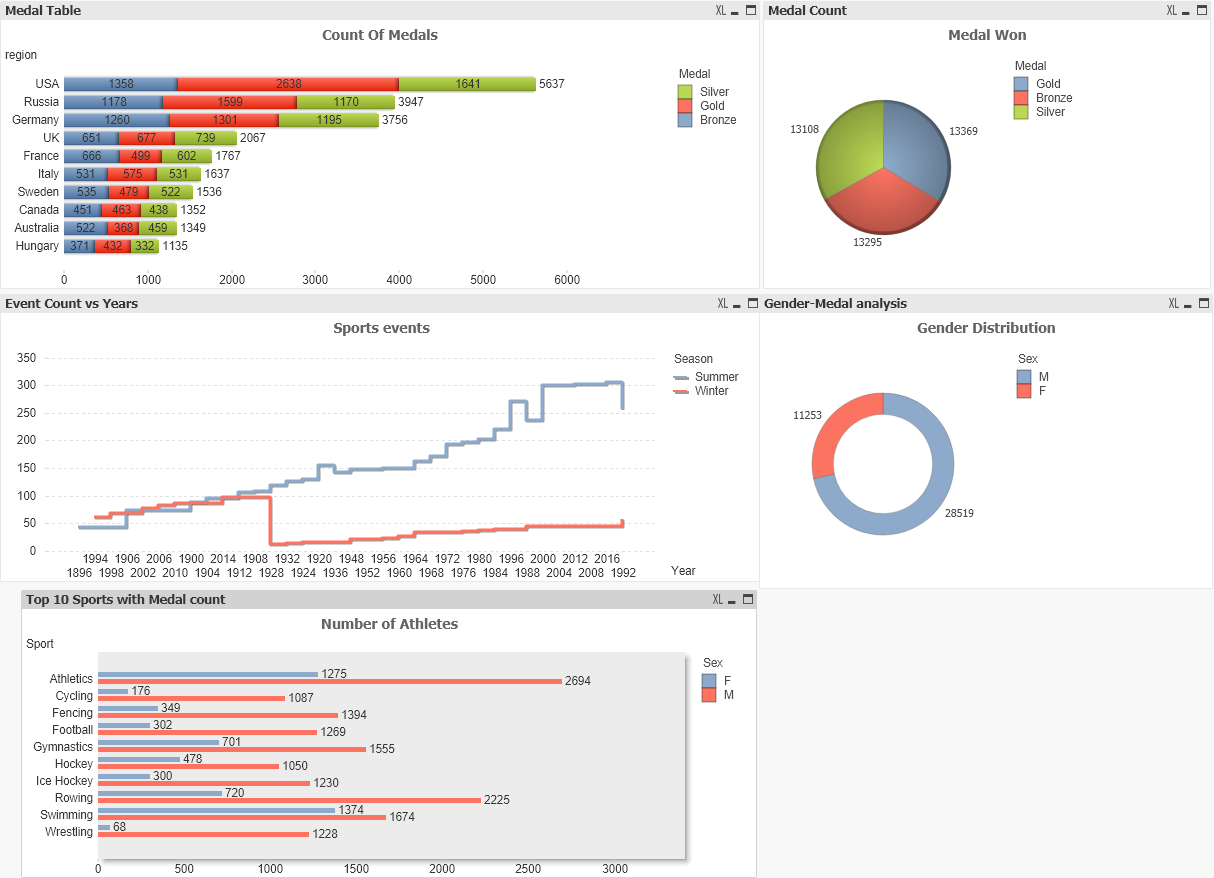 Medal Table XL
Count Of Medals
region
USA 1358 2638 1641 5637
Russia 1178 1599 1170 3947
Germany 1260 1301 1195 3756
UK 651 677 739 2067
France 666 499 602 1767
Italy 531 575 531 1637
Sweden 535 479 522 1536
Canada 451 463 438 1352
Australia 522 368 459 1349
Hungary 371 432 332 1135
0 1000 2000 3000 4000 5000 6000
Medal
Silver
Gold
Bronze
Medal Count XL
Medal Won
Medal
Gold
Bronze
Silver
13108
13369
13295
Event Count vs Years XL
Sports events
350
300
250
200
150
100
50
0
1994 1906 2006 1900 2014 1908 1932 1920 1948 1956 1964 1972 1980 1996 2000 2012 2016
1896 1998 2002 2010 1904 1912 1928 1924 1936 1952 1960 1968 1976 1984 1988 2004 2008 1992
Year
Season
Summer
Winter
Gender-Medal analysis XL
Gender Distribution
Sex
M
F
11253
28519
Top 10 Sports with Medal count XL
Number of Athletes
Sport
Athletics 1275 2694
Cycling 176 1087
Fencing 349 1394
Football 302 1269
Gymnastics 701 1555
Hockey 478 1050
Ice Hockey 300 1230
Rowing 720 2225
Swimming 1374 1674
Wrestling 68 1228
0 500 1000 1500 2000 2500 3000
Sex
F
M